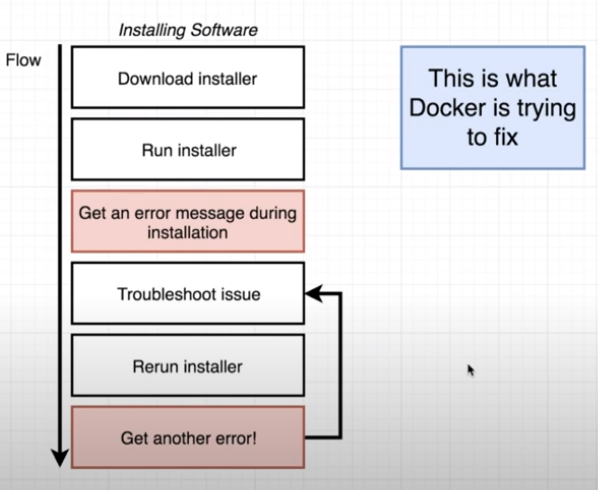 Installing Software
Flow
Download installer
Run installer
Get an error message during
installation
Troubleshoot issue
Rerun installer
Get another error!
This is what
Docker is trying
to fix